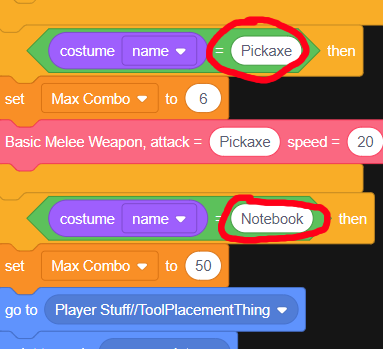 costume name = Pickaxe then
set Max Combo to 6
Basic Melee Weapon, attack = Pickaxe speed = 20
costume name = Notebook then
set Max Combo to 50
go to Player Stuff//ToolPlacementThing